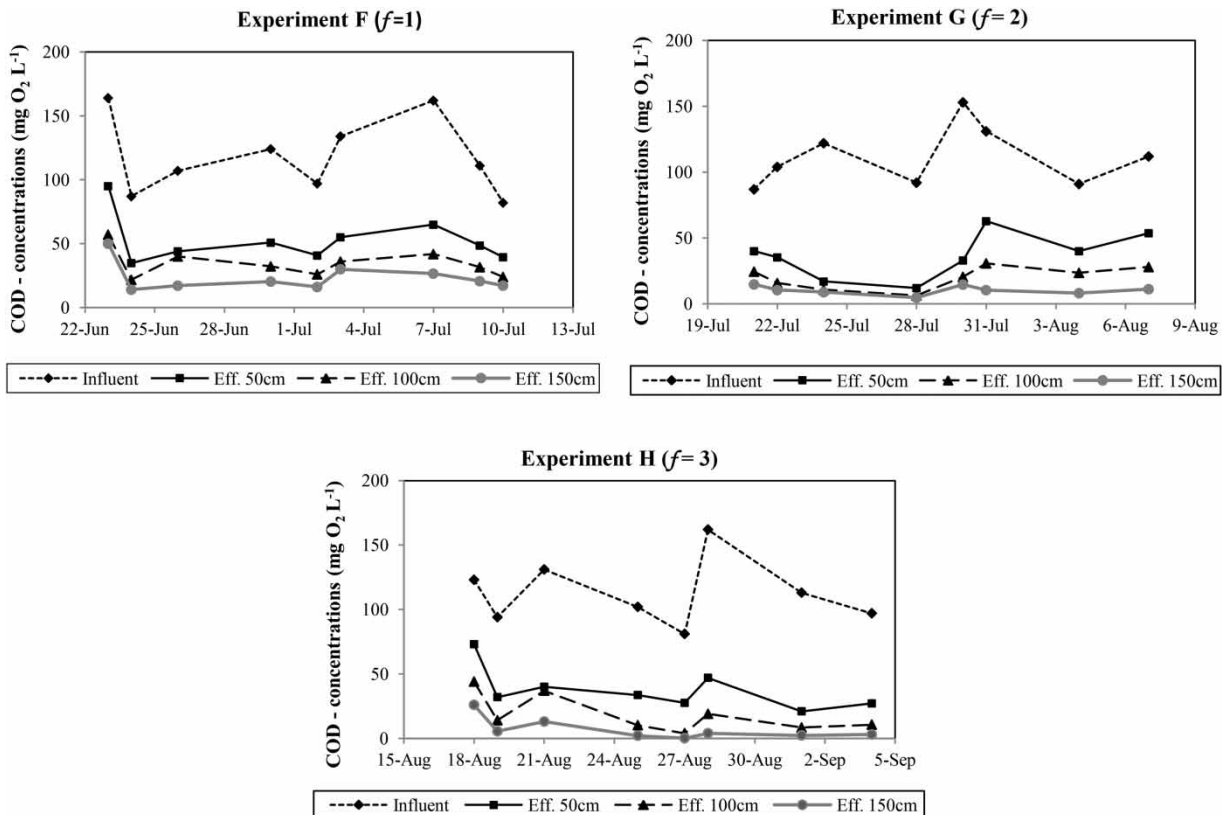 Experiment F (f=1)
COD - concentrations (mg O₂ L⁻¹)
200
150
100
50
0
22-Jun 25-Jun 28-Jun 1-Jul 4-Jul 7-Jul 10-Jul 13-Jul
Influent Eff. 50cm Eff. 100cm Eff. 150cm
Experiment G (f= 2)
COD - concentrations (mg O₂ L⁻¹)
200
150
100
50
0
19-Jul 22-Jul 25-Jul 28-Jul 31-Jul 3-Aug 6-Aug 9-Aug
Influent Eff. 50cm Eff. 100cm Eff. 150cm
Experiment H (f= 3)
COD - concentrations (mg O₂ L⁻¹)
200
150
100
50
0
15-Aug 18-Aug 21-Aug 24-Aug 27-Aug 30-Aug 2-Sep 5-Sep
Influent Eff. 50cm Eff. 100cm Eff. 150cm